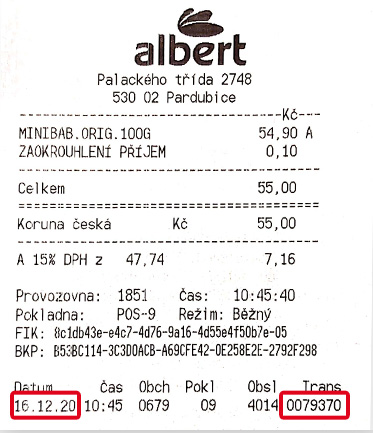 albert
Palackého třída 2748
530 02 Pardubice
--------------------------------Kč---
MINIBAB.ORIG.100G 54,90 A
ZAOKROUHLENÍ PŘÍJEM 0,10
-------------------------------------
Celkem 55,00
=====================================
Koruna česká Kč 55,00
-------------------------------------
A 15% DPH z 47,74 7,16
Provozovna: 1851 Čas: 10:45:40
Pokladna: POS-9 Režim: Běžný
FIK: 8c1db43e-e4c7-4d76-9a16-4d55e4f50b7e-05
BKP: B53BC114-3C3D0ACB-A69CFE42-0E258E2E-2792F298
Datum Čas Obch Pokl Obsl Trans
16.12.20 10:45 0679 09 4014 0079370